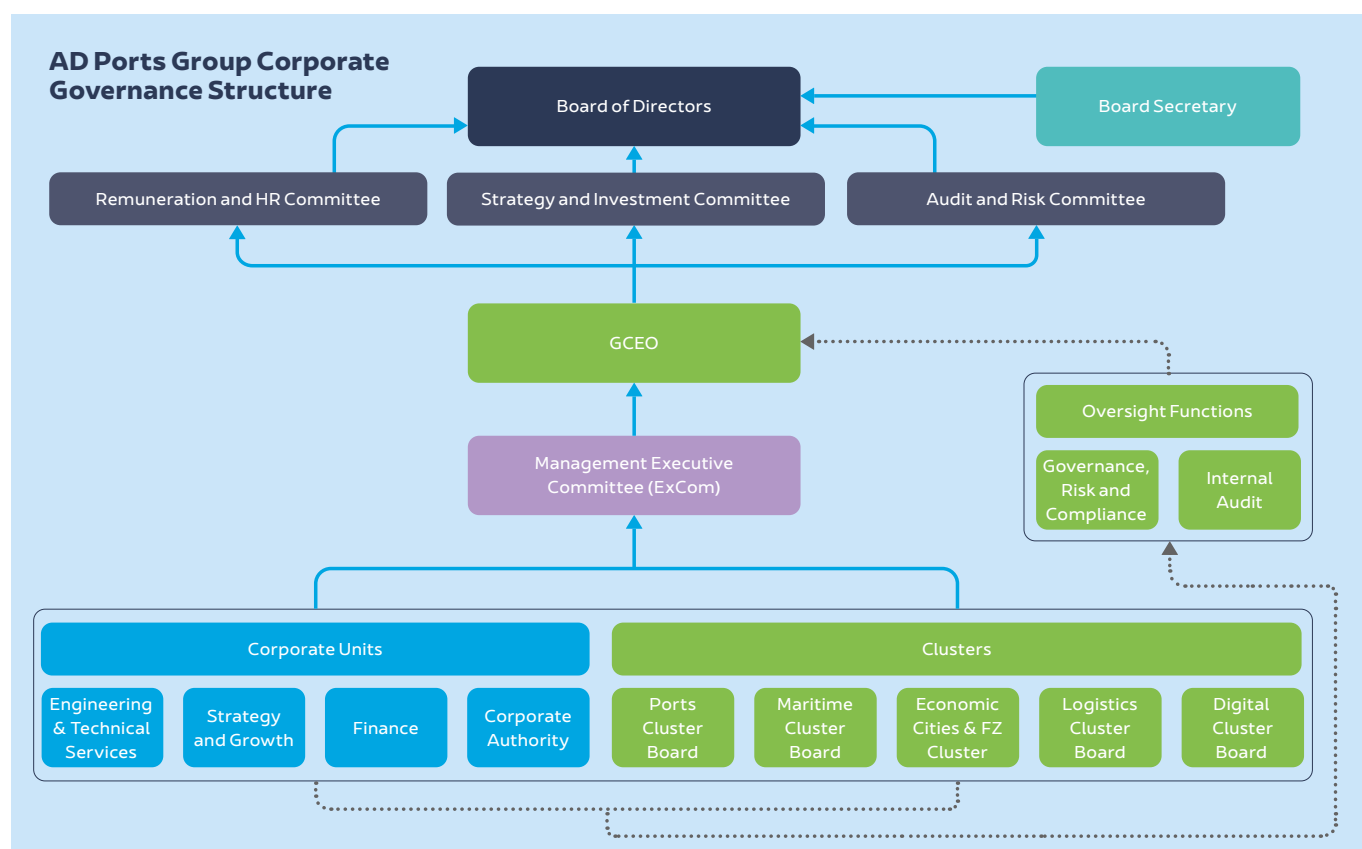 AD Ports Group Corporate
Governance Structure
Board of Directors
Board Secretary
Remuneration and HR Committee
Strategy and Investment Committee
Audit and Risk Committee
GCEO
Oversight Functions
Governance,
Risk and
Compliance
Internal
Audit
Management Executive
Committee (ExCom)
Corporate Units
Clusters
Engineering
& Technical
Services
Strategy
and Growth
Finance
Corporate
Authority
Ports
Cluster
Board
Maritime
Cluster
Board
Economic
Cities & FZ
Cluster
Logistics
Cluster
Board
Digital
Cluster
Board